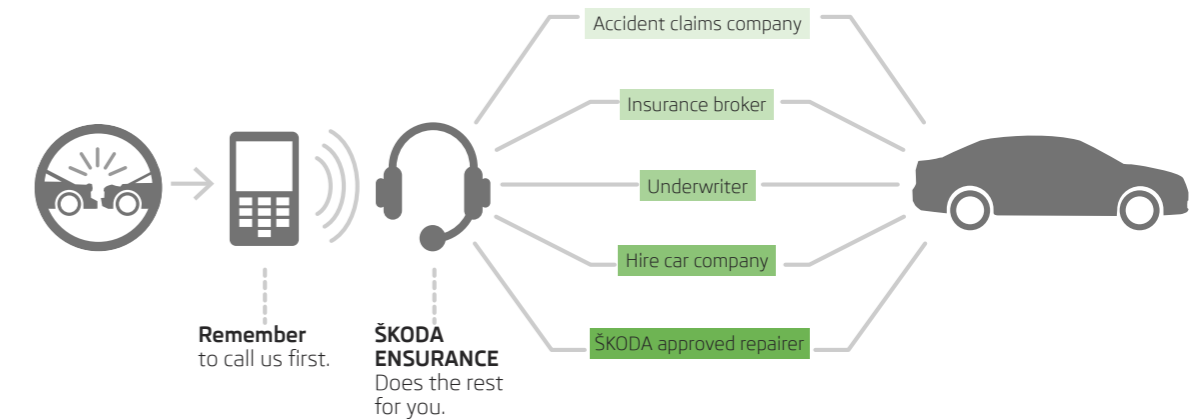 Accident claims company
Insurance broker
Underwriter
Hire car company
ŠKODA approved repairer
Remember
to call us first.
ŠKODA
ENSURANCE
Does the rest
for you.